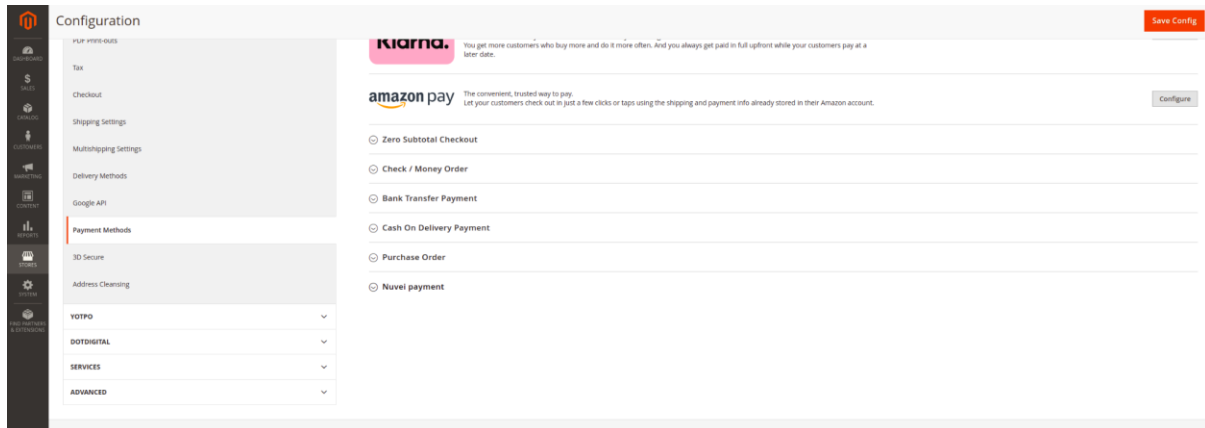 Configuration
Save Config
DASHBOARD
SALES
CATALOG
CUSTOMERS
MARKETING
CONTENT
REPORTS
STORES
SYSTEM
FIND PARTNERS
& EXTENSIONS
PDF Print-outs
Tax
Checkout
Shipping Settings
Multishipping Settings
Delivery Methods
Google API
Payment Methods
3D Secure
Address Cleansing
YOTPO
DOTDIGITAL
SERVICES
ADVANCED
Klarna.
You get more customers who buy more and do it more often. And you always get paid in full upfront while your customers pay at a
later date.
amazon pay
The convenient, trusted way to pay.
Let your customers check out in just a few clicks or taps using the shipping and payment info already stored in their Amazon account.
Configure
Zero Subtotal Checkout
Check / Money Order
Bank Transfer Payment
Cash On Delivery Payment
Purchase Order
Nuvei payment